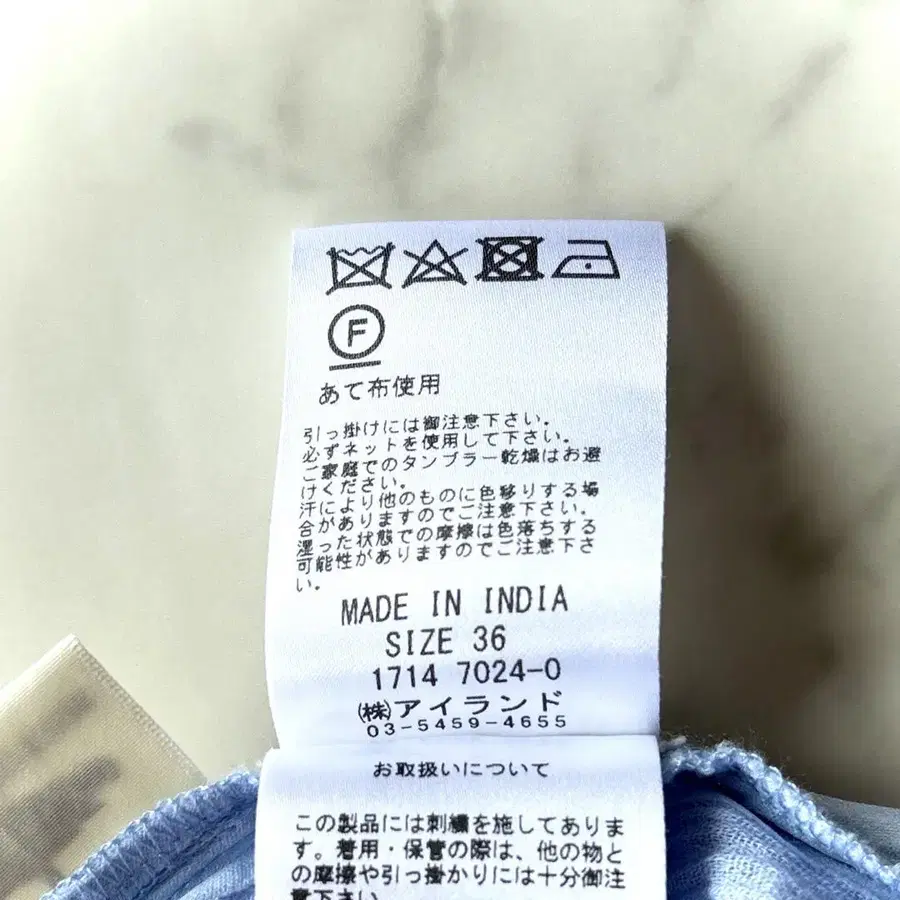 F
あて布使用
引っ掛けには御注意下さい。
必ずネットを使用して下さい。
ご家庭でのタンブラー乾燥はお避
けください。
汗により他のものに色移りする場
合がありますのでご注意下さい。
湿った状態での摩擦は色落ちする
可能性がありますのでご注意下さ
い。
MADE IN INDIA
SIZE 36
1714 7024-0
㈱アイランド
03-5459-4655
お取扱いについて
この製品には刺繍を施してありま
す。着用・保管の際は、他の物と
の摩擦や引っ掛かりには十分御注
意下さい